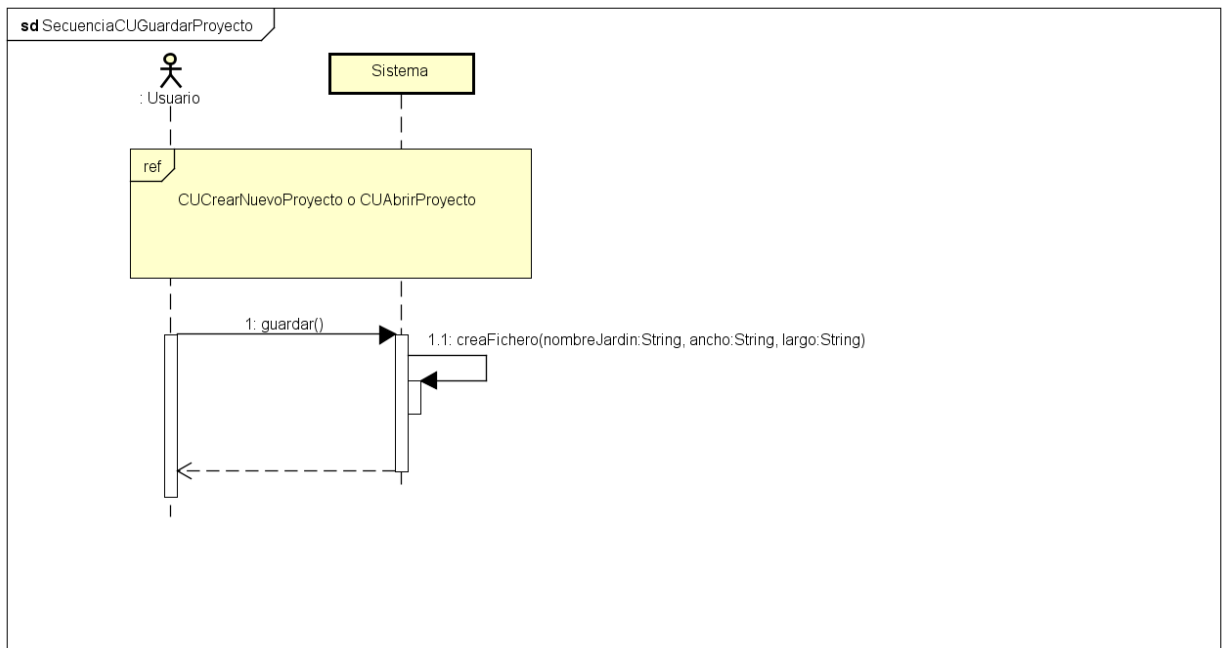 sd SecuenciaCUGuardarProyecto
: Usuario
Sistema
ref
CUCrearNuevoProyecto o CUAbrirProyecto
1: guardar()
1.1: creaFichero(nombreJardin:String, ancho:String, largo:String)